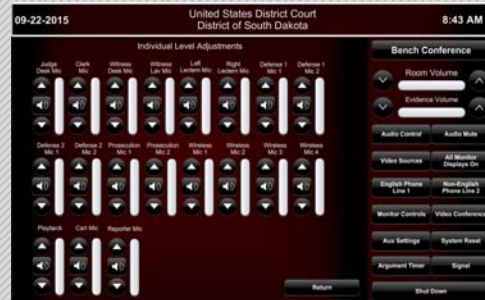 09-22-2015
United States District Court
District of South Dakota
8:43 AM
Individual Level Adjustments
Judge Desk Mic
Clerk Mic
Witness Desk Mic
Witness Lav Mic
Left Lectern Mic
Right Lectern Mic
Defense 1 Mic 1
Defense 1 Mic 2
Defense 2 Mic 1
Defense 2 Mic 2
Prosecution Mic 1
Prosecution Mic 2
Wireless Mic 1
Wireless Mic 2
Wireless Mic 3
Wireless Mic 4
Playback
Cart Mic
Reporter Mic
Return
Bench Conference
Room Volume
Evidence Volume
Audio Control
Audio Mute
Video Sources
All Monitor Displays On
English Phone Line 1
Non-English Phone Line 2
Monitor Controls
Video Conference
Aux Settings
System Reset
Argument Timer
Signal
Shut Down